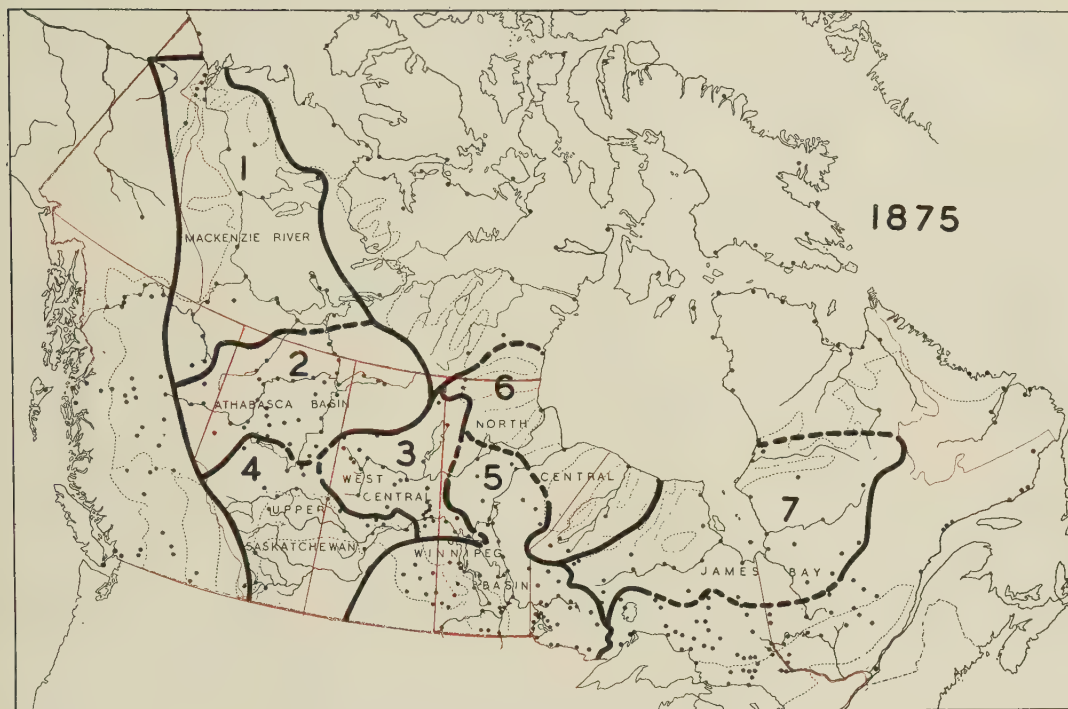 1
MACKENZIE RIVER
1875
2
ATHABASCA BASIN
6
NORTH
CENTRAL
3
WEST
CENTRAL
4
UPPER
SASKATCHEWAN
5
WINNIPEG
BASIN
7
JAMES BAY